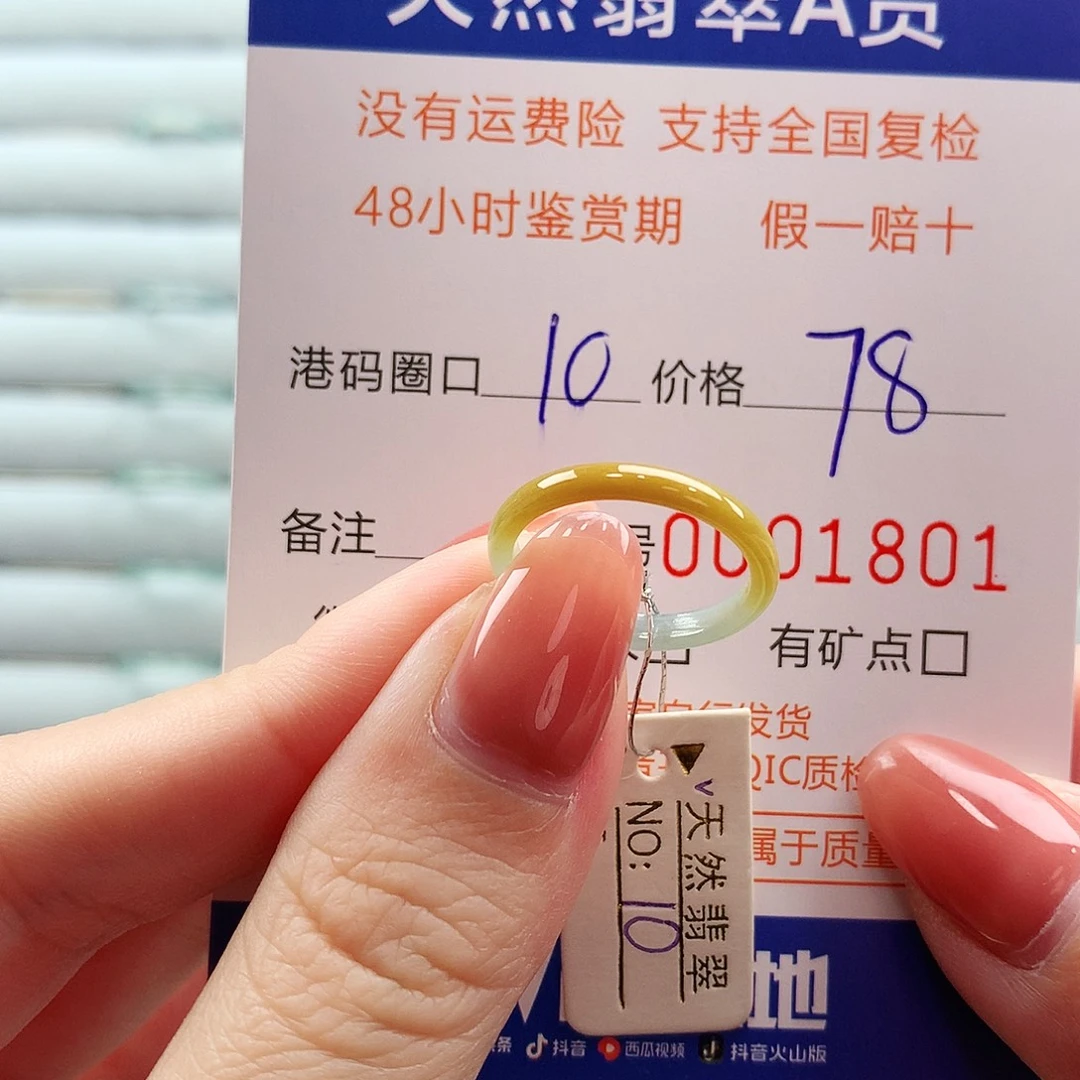 天然翡翠A货
没有运费险 支持全国复检
48小时鉴赏期 假一赔十
港码圈口 10 价格 78
备注 号 0001801
有矿点□
发货
QIC质检
属于质量
天然翡翠
NO: 10
地
抖音 西瓜视频 抖音火山版